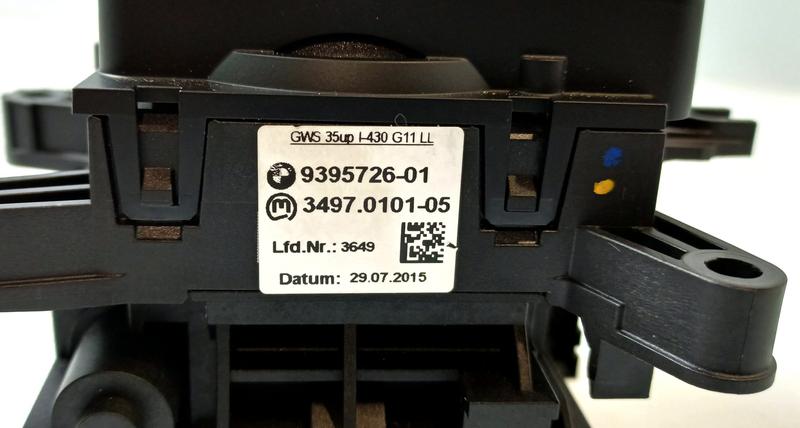 GWS 35up I-430 G11 LL
9395726-01
3497.0101-05
Lfd.Nr.: 3649
Datum: 29.07.2015